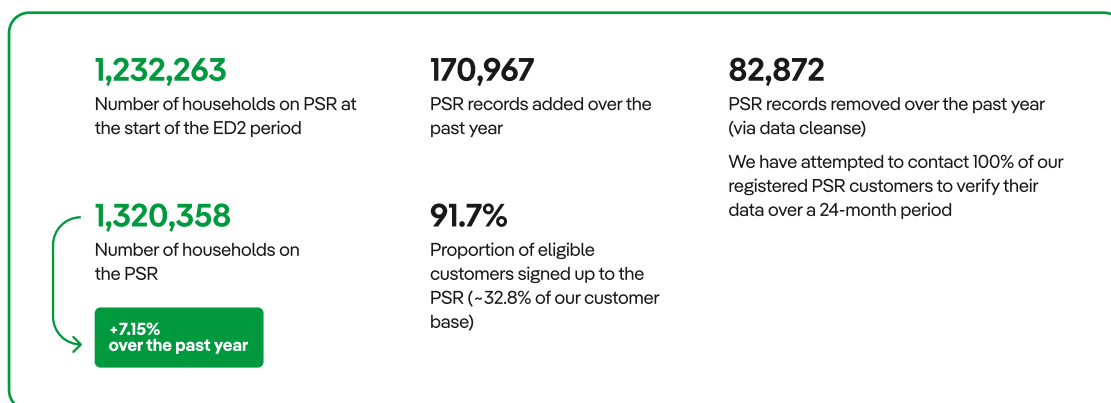 1,232,263
Number of households on PSR at
the start of the ED2 period
170,967
PSR records added over the
past year
82,872
PSR records removed over the past year
(via data cleanse)
We have attempted to contact 100% of our
registered PSR customers to verify their
data over a 24-month period
1,320,358
Number of households on
the PSR
+7.15%
over the past year
91.7%
Proportion of eligible
customers signed up to the
PSR (~32.8% of our customer
base)